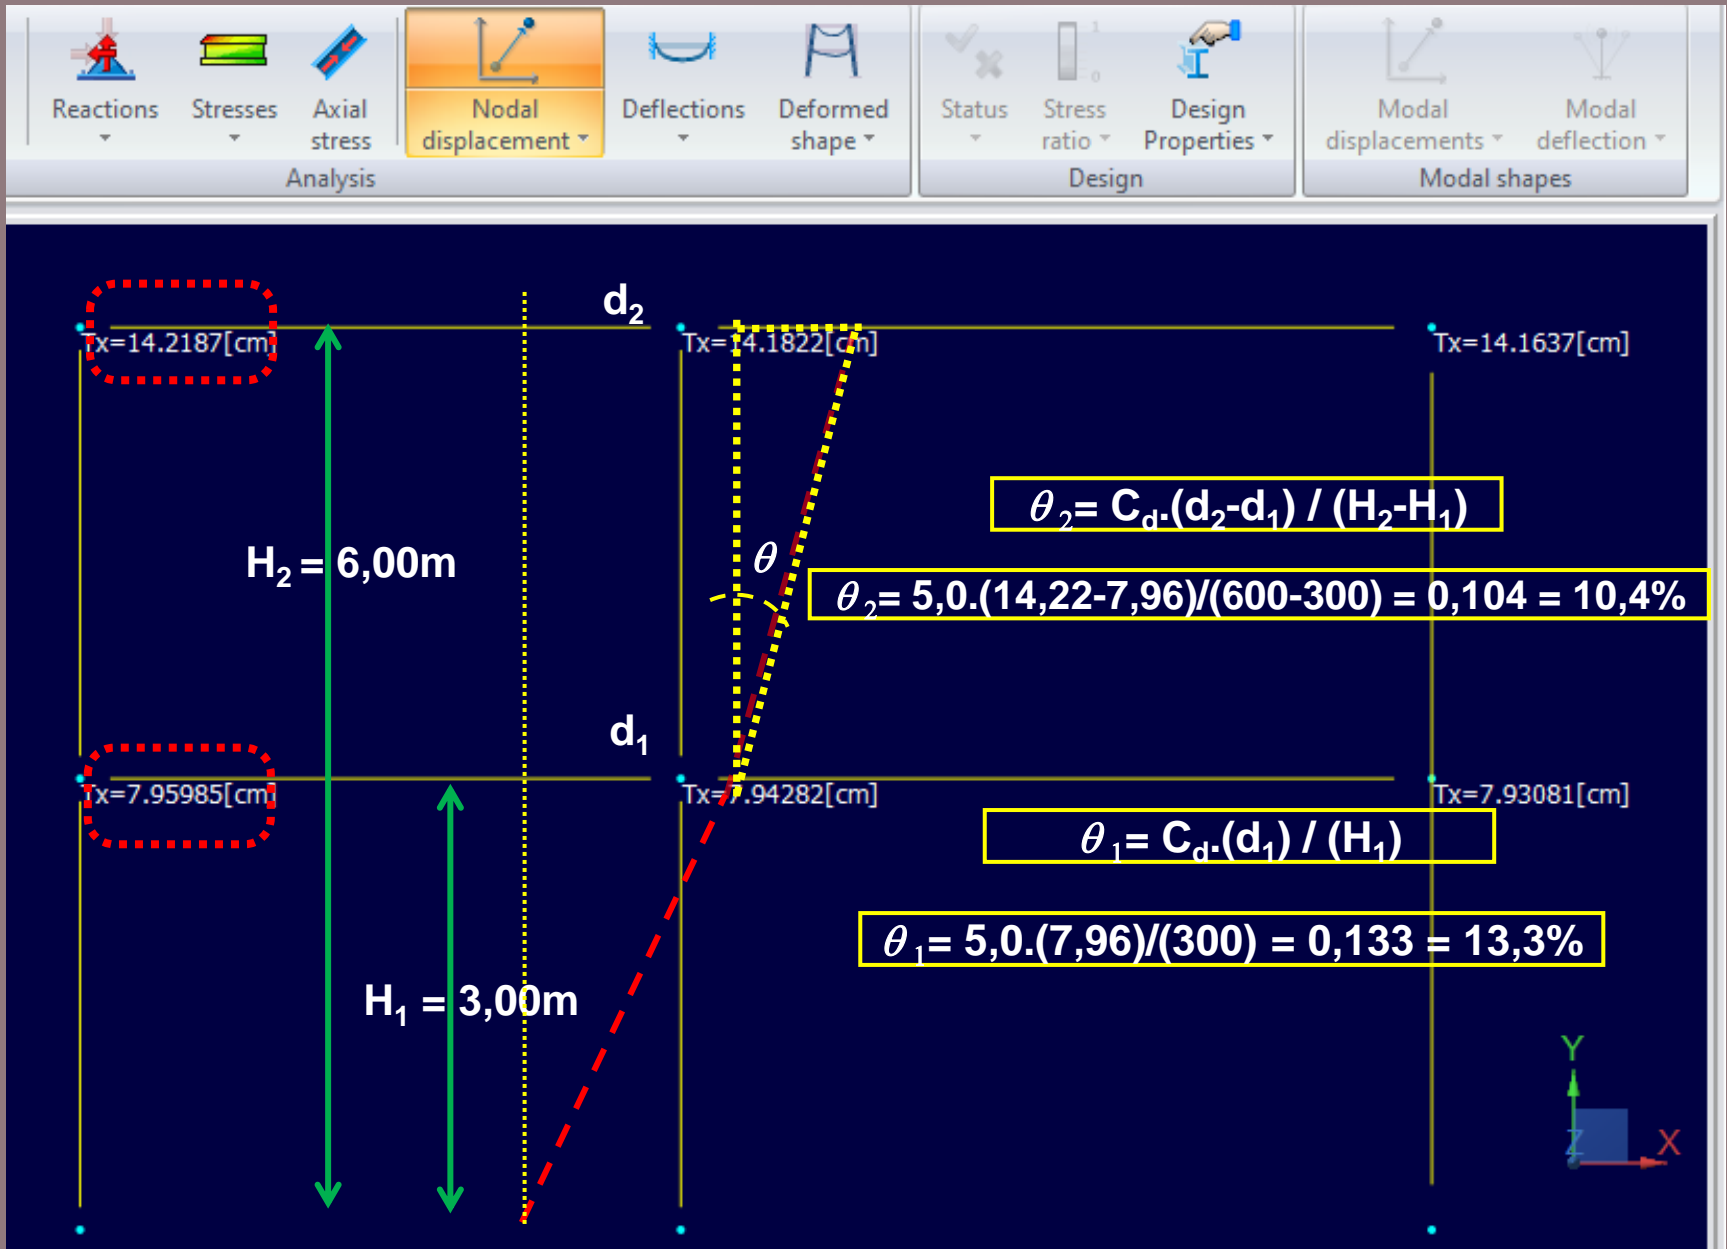 Reactions
Stresses
Axial
stress
Nodal
displacement
Deflections
Deformed
shape
Status
Stress
ratio
1
0
Design
Properties
Modal
displacements
Modal
deflection
Analysis
Design
Modal shapes
d₂
Tx=14.2187[cm]
Tx=14.1822[cm]
Tx=14.1637[cm]
θ₂= C_d.(d₂-d₁) / (H₂-H₁)
H₂ = 6,00m
θ
θ₂= 5,0.(14,22-7,96)/(600-300) = 0,104 = 10,4%
d₁
Tx=7.95985[cm]
Tx=7.94282[cm]
Tx=7.93081[cm]
θ₁= C_d.(d₁) / (H₁)
θ₁= 5,0.(7,96)/(300) = 0,133 = 13,3%
H₁ = 3,00m
Y
Z
X